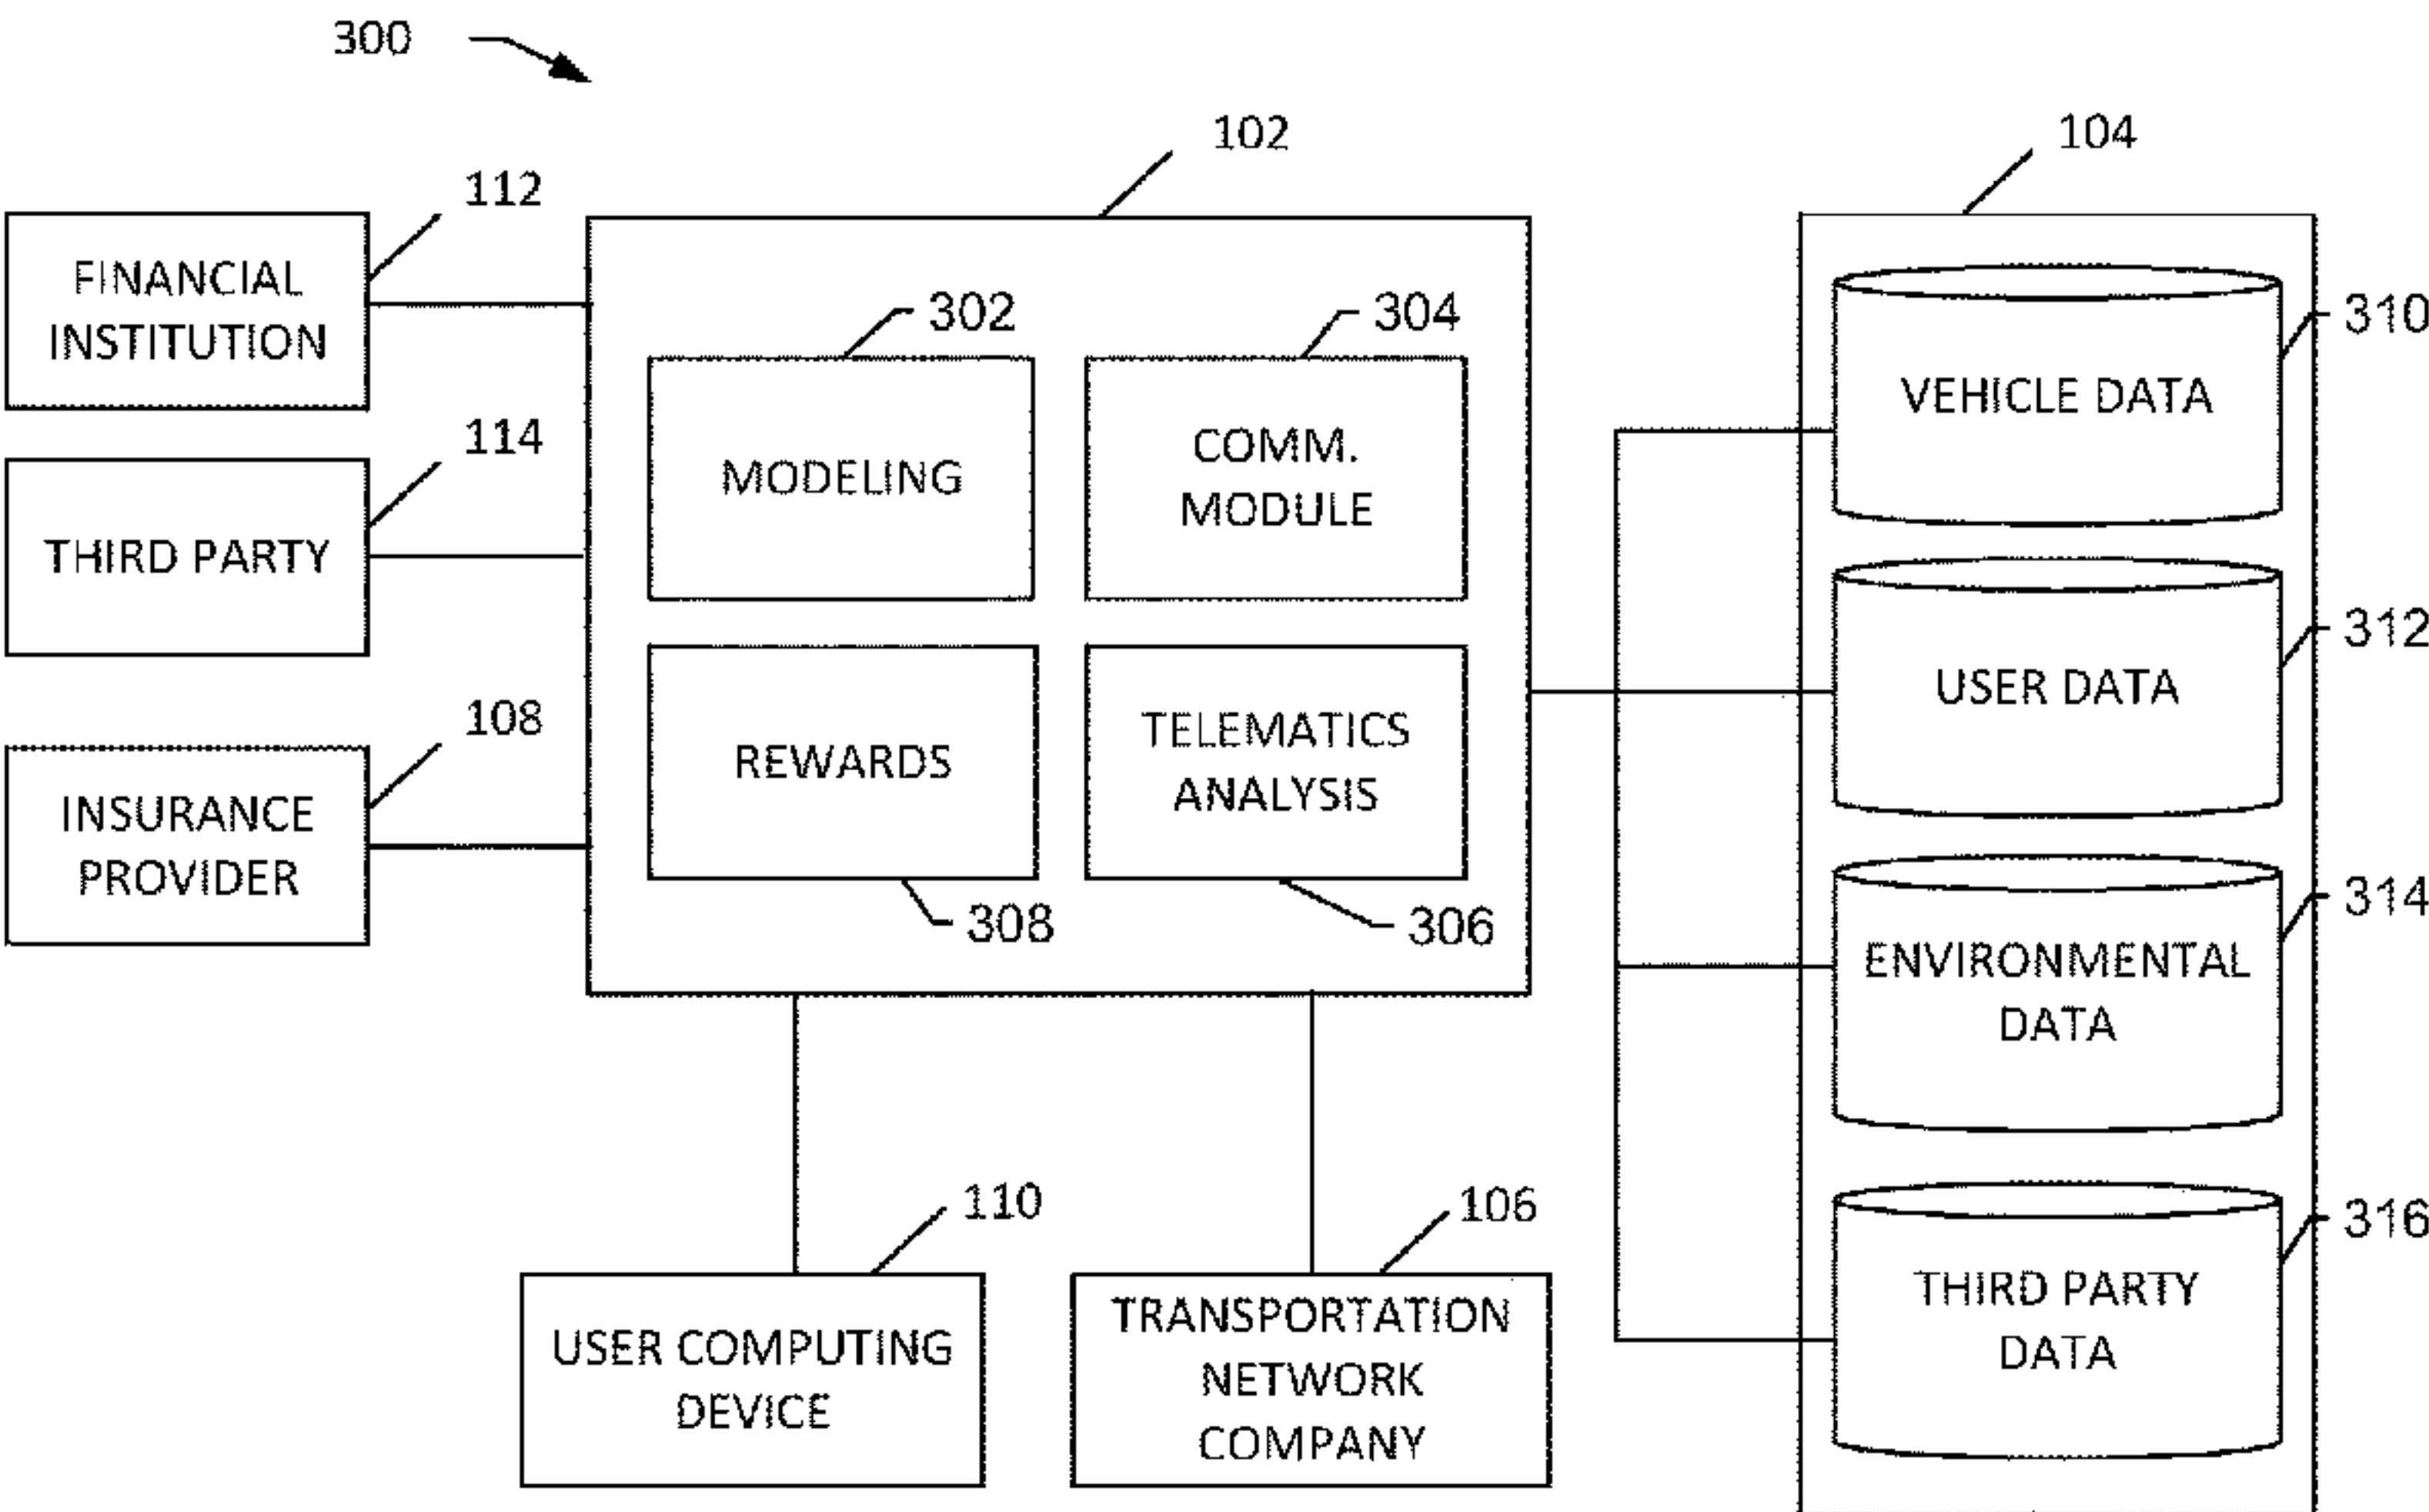 300
102
104
112
FINANCIAL
INSTITUTION
302
304
310
VEHICLE DATA
114
COMM.
MODULE
MODELING
THIRD PARTY
312
USER DATA
108
TELEMATICS
ANALYSIS
REWARDS
INSURANCE
PROVIDER
308
306
314
ENVIRONMENTAL
DATA
110
106
316
USER COMPUTING
DEVICE
TRANSPORTATION
NETWORK
COMPANY
THIRD PARTY
DATA